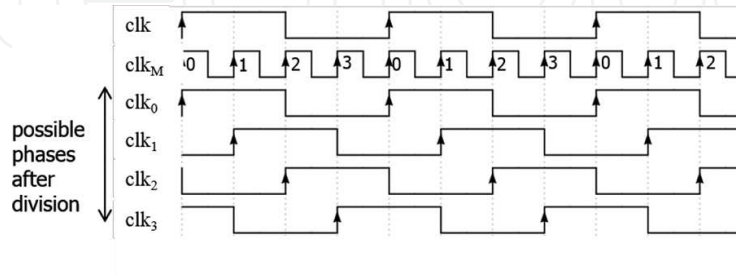 clk
clkM 0 1 2 3 0 1 2 3 0 1 2
clk0
clk1
clk2
clk3
possible
phases
after
division